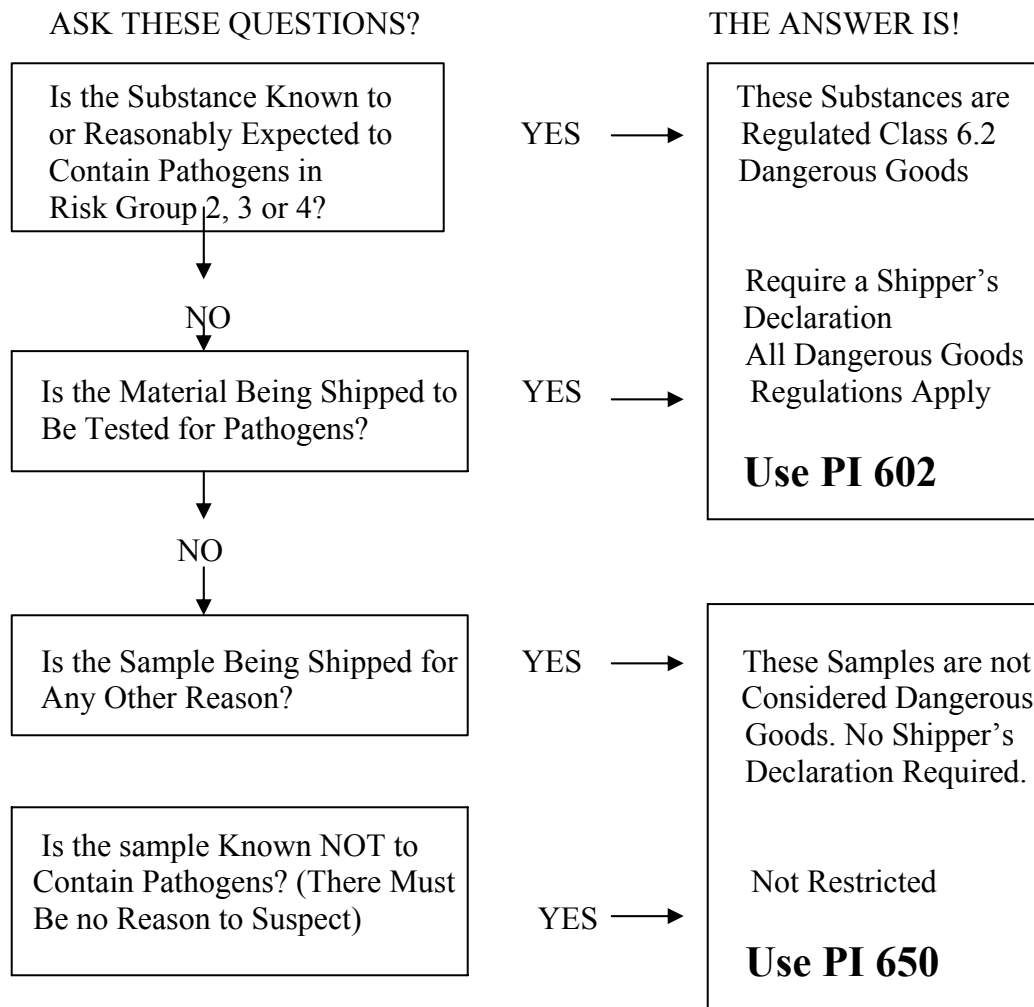 ASK THESE QUESTIONS?
THE ANSWER IS!
Is the Substance Known to
or Reasonably Expected to
Contain Pathogens in
Risk Group 2, 3 or 4?
YES
These Substances are
Regulated Class 6.2
Dangerous Goods
Require a Shipper’s
Declaration
All Dangerous Goods
Regulations Apply
Use PI 602
NO
Is the Material Being Shipped to
Be Tested for Pathogens?
YES
NO
Is the Sample Being Shipped for
Any Other Reason?
YES
These Samples are not
Considered Dangerous
Goods. No Shipper’s
Declaration Required.
Not Restricted
Use PI 650
Is the sample Known NOT to
Contain Pathogens? (There Must
Be no Reason to Suspect)
YES